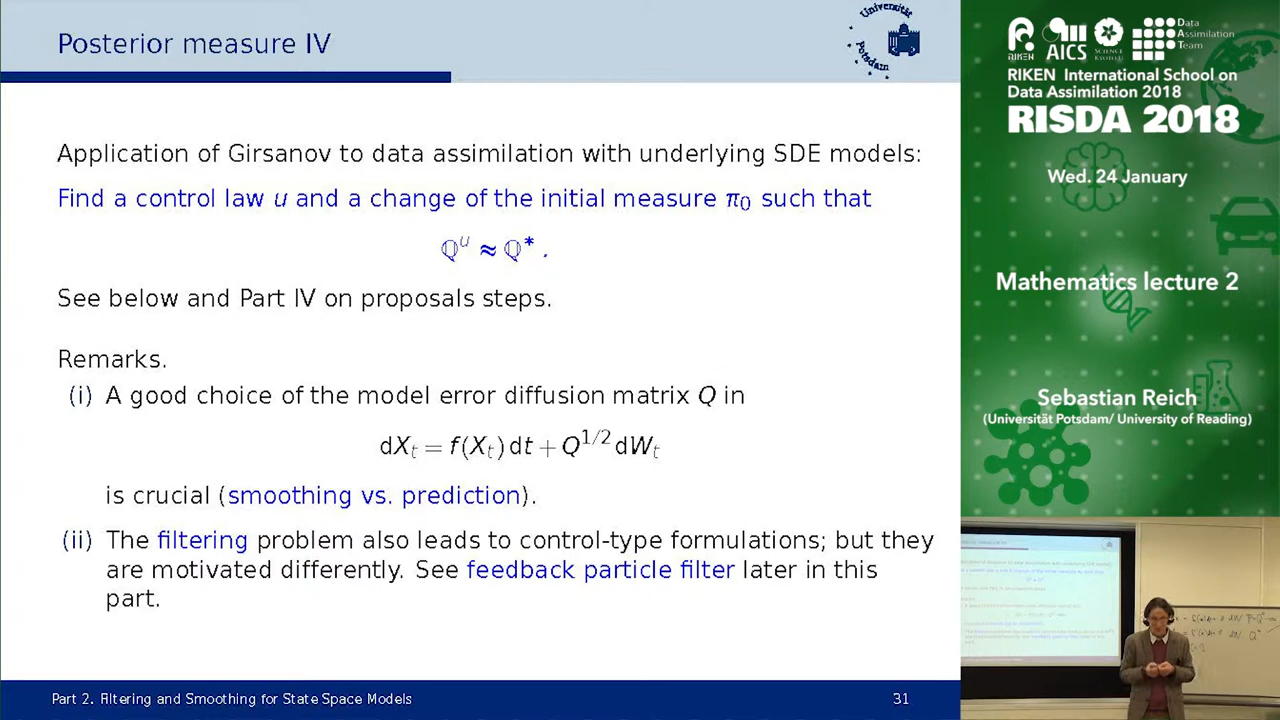 Posterior measure IV
Universität
Potsdam
Application of Girsanov to data assimilation with underlying SDE models:
Find a control law u and a change of the initial measure π₀ such that
ℚᵘ ≈ ℚ* .
See below and Part IV on proposals steps.
Remarks.
(i) A good choice of the model error diffusion matrix Q in
dXₜ = f(Xₜ) dt + Q^{1/2} dWₜ
is crucial (smoothing vs. prediction).
(ii) The filtering problem also leads to control-type formulations; but they
are motivated differently. See feedback particle filter later in this
part.
Part 2. Filtering and Smoothing for State Space Models
31
RIKEN
AICS
Data
Assimilation
Team
RIKEN International School on
Data Assimilation 2018
RISDA 2018
Wed. 24 January
Mathematics lecture 2
Sebastian Reich
(Universität Potsdam/ University of Reading)